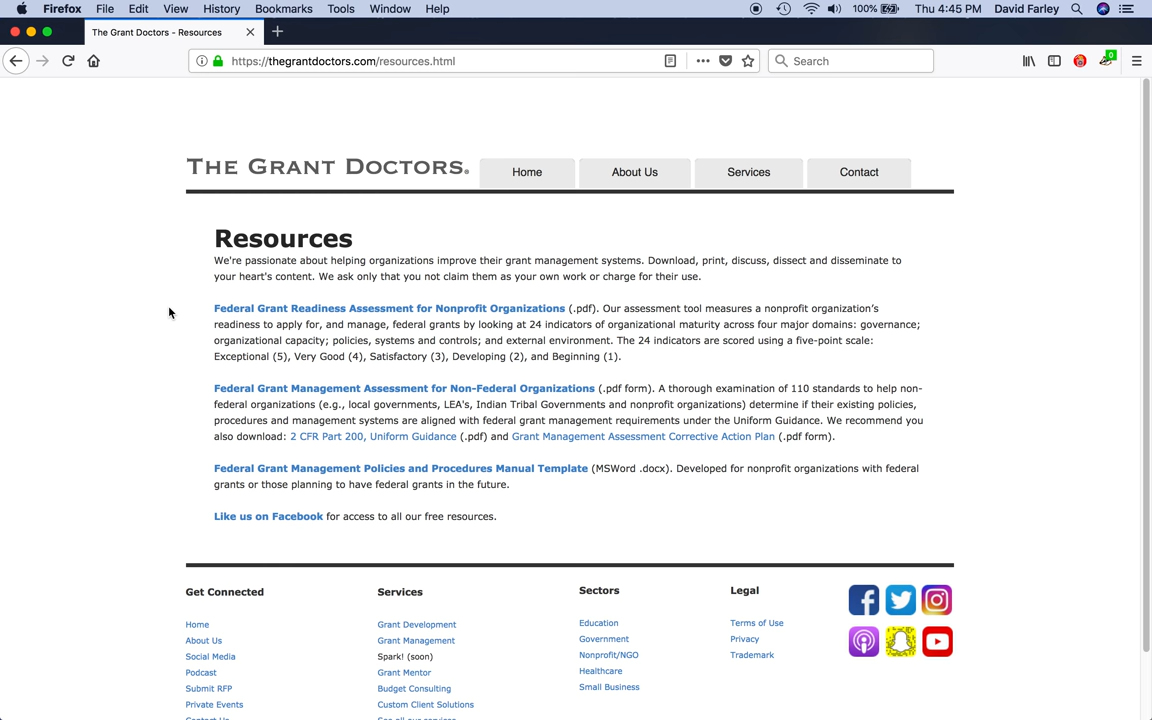 Firefox File Edit View History Bookmarks Tools Window Help 100% Thu 4:45 PM David Farley
The Grant Doctors - Resources
https://thegrantdoctors.com/resources.html Search 0
THE GRANT DOCTORS® Home About Us Services Contact
Resources
We're passionate about helping organizations improve their grant management systems. Download, print, discuss, dissect and disseminate to
your heart's content. We ask only that you not claim them as your own work or charge for their use.
Federal Grant Readiness Assessment for Nonprofit Organizations (.pdf). Our assessment tool measures a nonprofit organization's
readiness to apply for, and manage, federal grants by looking at 24 indicators of organizational maturity across four major domains: governance;
organizational capacity; policies, systems and controls; and external environment. The 24 indicators are scored using a five-point scale:
Exceptional (5), Very Good (4), Satisfactory (3), Developing (2), and Beginning (1).
Federal Grant Management Assessment for Non-Federal Organizations (.pdf form). A thorough examination of 110 standards to help non-
federal organizations (e.g., local governments, LEA's, Indian Tribal Governments and nonprofit organizations) determine if their existing policies,
procedures and management systems are aligned with federal grant management requirements under the Uniform Guidance. We recommend you
also download: 2 CFR Part 200, Uniform Guidance (.pdf) and Grant Management Assessment Corrective Action Plan (.pdf form).
Federal Grant Management Policies and Procedures Manual Template (MSWord .docx). Developed for nonprofit organizations with federal
grants or those planning to have federal grants in the future.
Like us on Facebook for access to all our free resources.
Get Connected
Home
About Us
Social Media
Podcast
Submit RFP
Private Events
Contact Us
Services
Grant Development
Grant Management
Spark! (soon)
Grant Mentor
Budget Consulting
Custom Client Solutions
See all our services
Sectors
Education
Government
Nonprofit/NGO
Healthcare
Small Business
Legal
Terms of Use
Privacy
Trademark